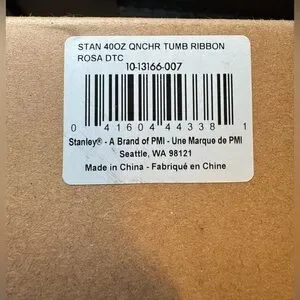 STAN 40OZ QNCHR TUMB RIBBON
ROSA DTC
10-13166-007
0 41604 44338 1
Stanley® - A Brand of PMI - Une Marque de PMI
Seattle, WA 98121
Made in China - Fabriqué en Chine